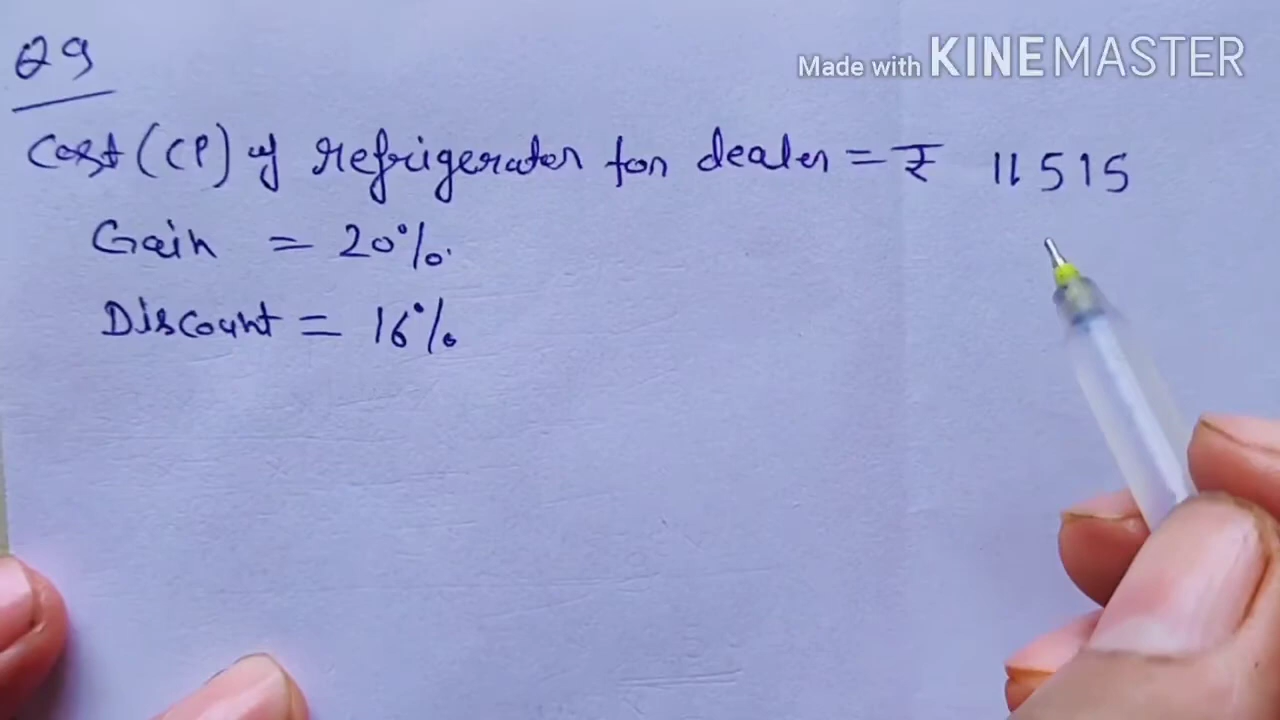 Q9
Made with KINEMASTER
Cost (CP) of refrigerator for dealer = ₹ 11515
Gain = 20%.
Discount = 16%